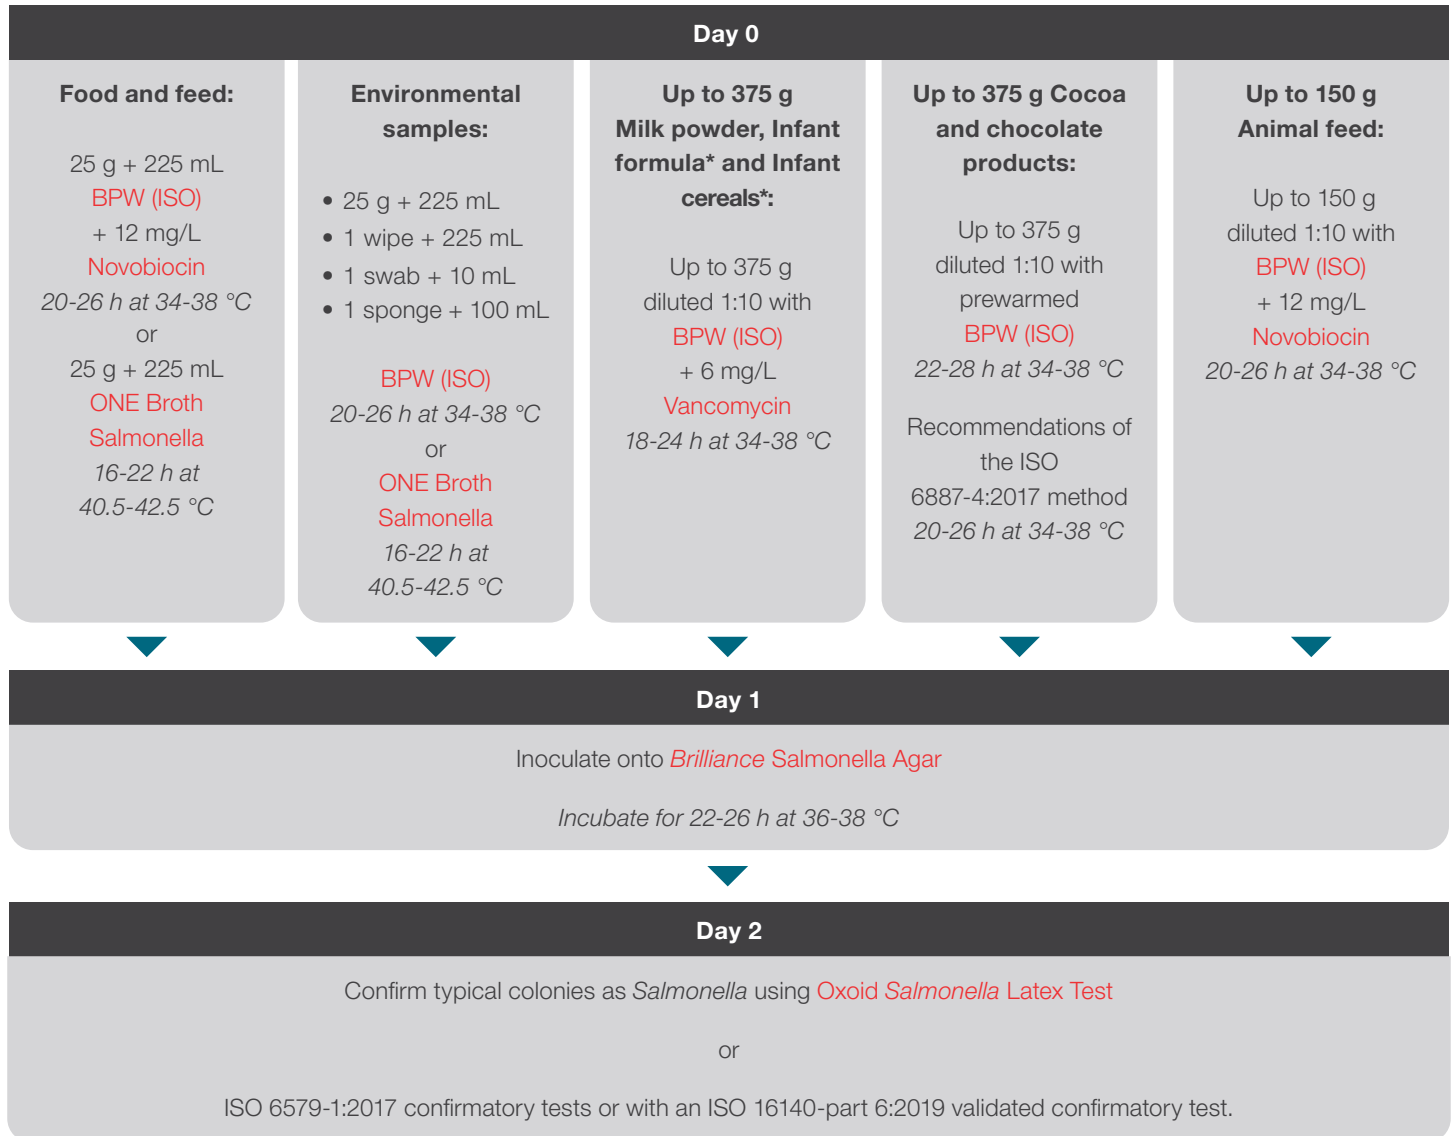 Day 0
Food and feed:
25 g + 225 mL
BPW (ISO)
+ 12 mg/L
Novobiocin
20-26 h at 34-38 °C
or
25 g + 225 mL
ONE Broth
Salmonella
16-22 h at
40.5-42.5 °C
Environmental
samples:
• 25 g + 225 mL
• 1 wipe + 225 mL
• 1 swab + 10 mL
• 1 sponge + 100 mL
BPW (ISO)
20-26 h at 34-38 °C
or
ONE Broth
Salmonella
16-22 h at
40.5-42.5 °C
Up to 375 g
Milk powder, Infant
formula* and Infant
cereals*:
Up to 375 g
diluted 1:10 with
BPW (ISO)
+ 6 mg/L
Vancomycin
18-24 h at 34-38 °C
Up to 375 g Cocoa
and chocolate
products:
Up to 375 g
diluted 1:10 with
prewarmed
BPW (ISO)
22-28 h at 34-38 °C
Recommendations of
the ISO
6887-4:2017 method
20-26 h at 34-38 °C
Up to 150 g
Animal feed:
Up to 150 g
diluted 1:10 with
BPW (ISO)
+ 12 mg/L
Novobiocin
20-26 h at 34-38 °C
Day 1
Inoculate onto Brilliance Salmonella Agar
Incubate for 22-26 h at 36-38 °C
Day 2
Confirm typical colonies as Salmonella using Oxoid Salmonella Latex Test
or
ISO 6579-1:2017 confirmatory tests or with an ISO 16140-part 6:2019 validated confirmatory test.